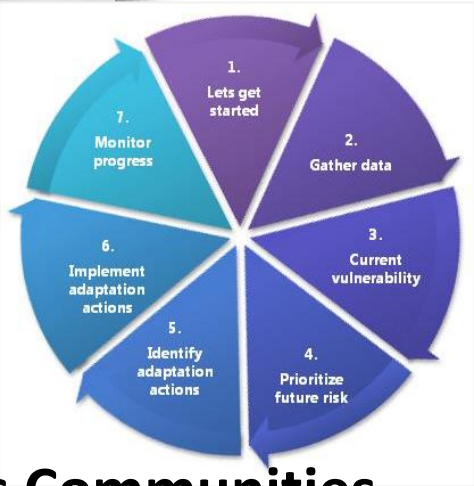 1.
Lets get
started
2.
Gather data
3.
Current
vulnerability
4.
Prioritize
future risk
5.
Identify
adaptation
actions
6.
Implement
adaptation
actions
7.
Monitor
progress
Communities